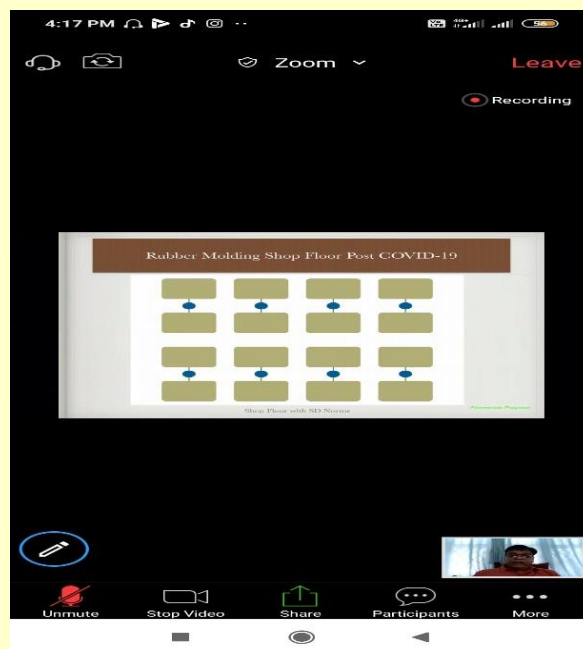 4:17 PM
56
Zoom
Leave
Recording
Rubber Molding Shop Floor Post COVID-19
Shop Floor with SD Norms
Unmute
Stop Video
Share
Participants
More